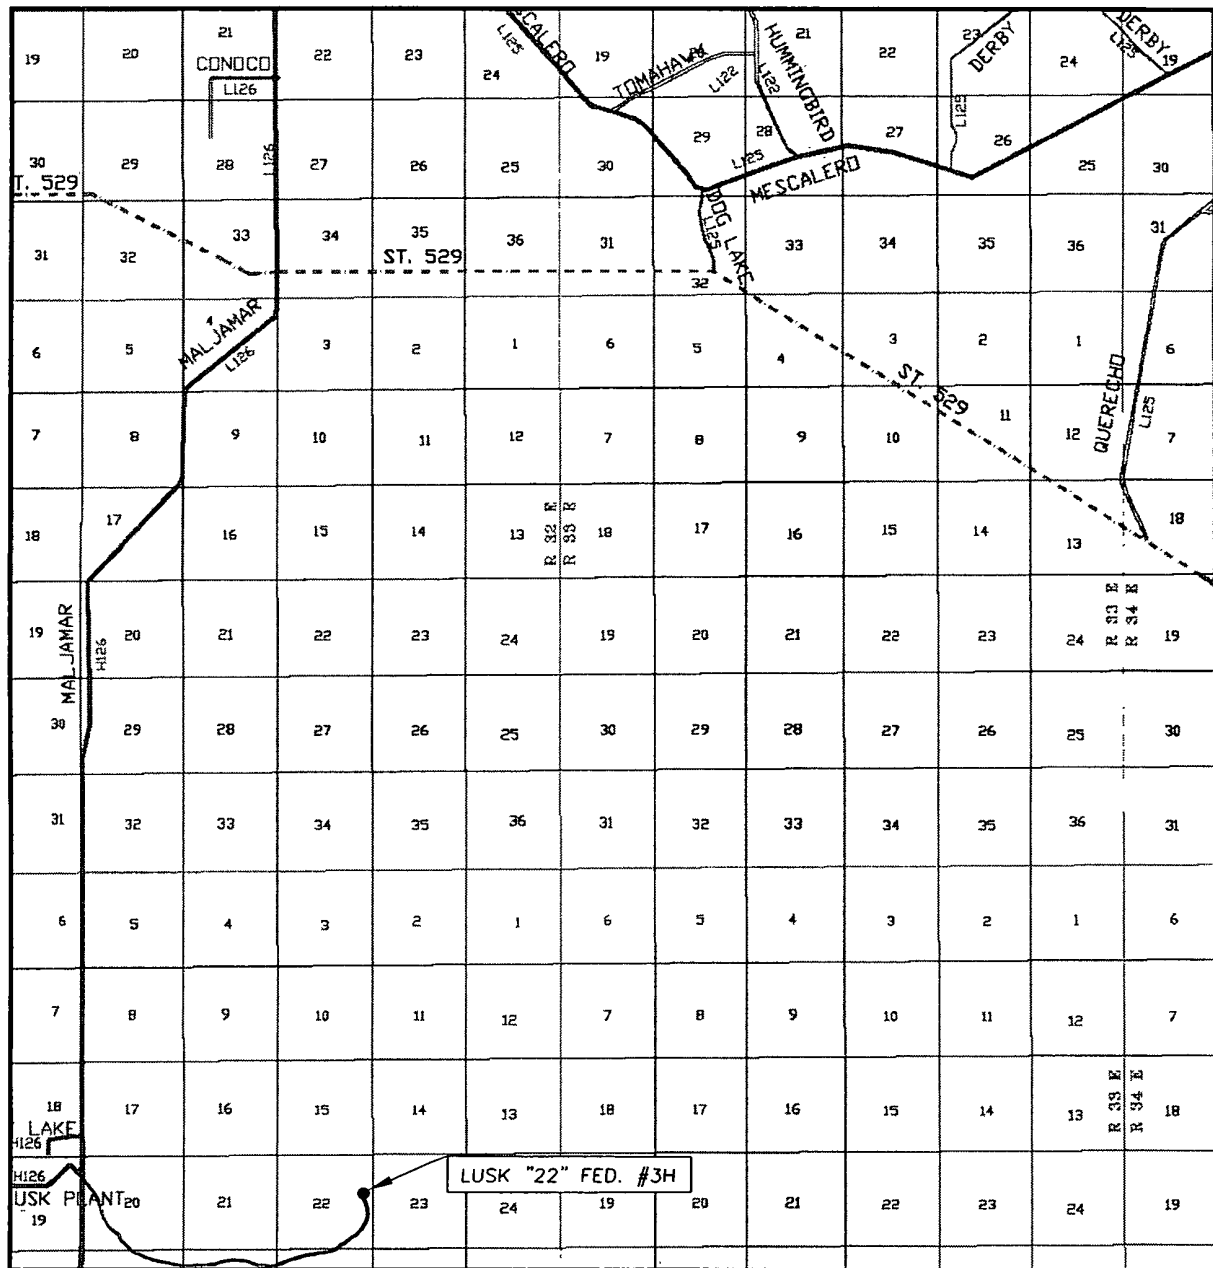 21 SCALERO 21 23 DERBY
19 20 22 23 24 L125 19 TOMAHAWK L122 HUMMINGBIRD L122 22 DERBY L125 24 L125 19
CONOCO
L126
30 29 28 L126 27 26 25 30 29 28 27 26 25 30
L125
MESCALERO
T. 529
31 32 33 34 35 36 31 32 DOG LAKE L125 33 34 35 36 31
ST. 529
MALJAMAR
L126
6 5 3 2 1 6 5 4 3 2 1 6
ST. 529
QUERECHO
L125
7 8 9 10 11 12 7 8 9 10 11 12 7
18 17 16 15 14 13 18 17 16 15 14 13 18
R 32 E
R 33 E
R 33 E
R 34 E
MALJAMAR
H126
19 20 21 22 23 24 19 20 21 22 23 24 19
30 29 28 27 26 25 30 29 28 27 26 25 30
31 32 33 34 35 36 31 32 33 34 35 36 31
6 5 4 3 2 1 6 5 4 3 2 1 6
7 8 9 10 11 12 7 8 9 10 11 12 7
R 33 E
R 34 E
18 17 16 15 14 13 18 17 16 15 14 13 18
LAKE
H126
H126
LUSK "22" FED. #3H
USK PLANT
19 20 21 22 23 24 19 20 21 22 23 24 19